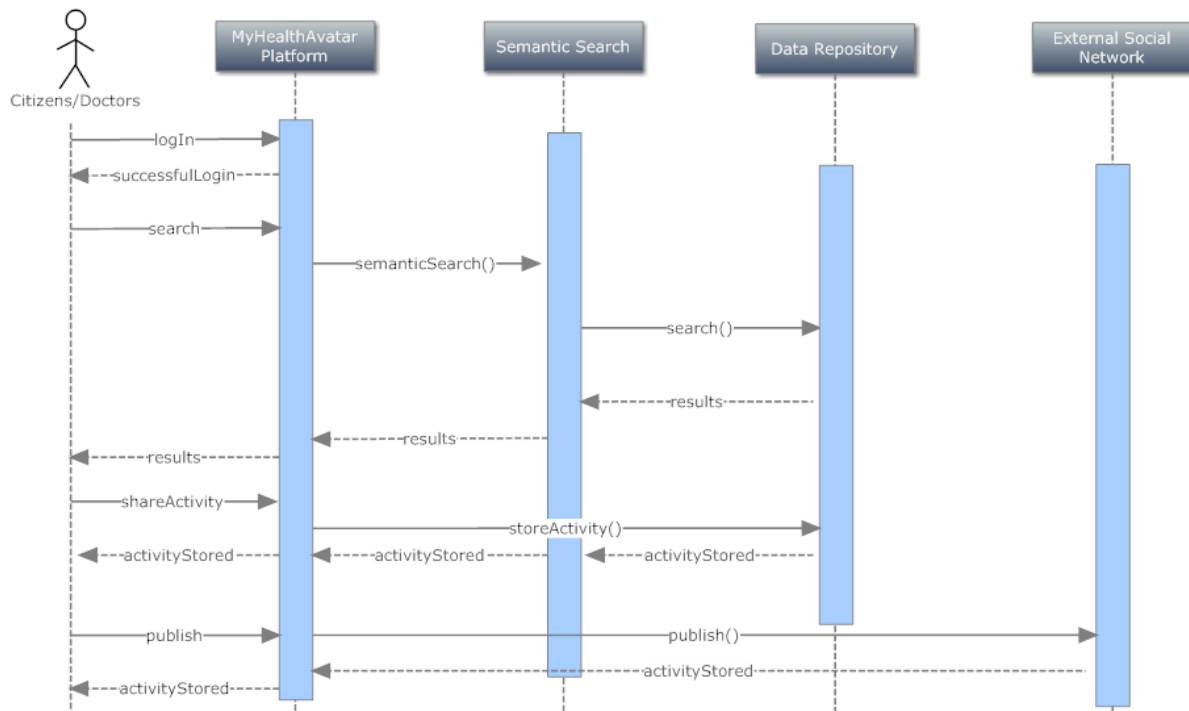 MyHealthAvatar
Platform
Semantic Search
Data Repository
External Social
Network
Citizens/Doctors
logIn
successfulLogin
search
semanticSearch()
search()
results
results
results
shareActivity
storeActivity()
activityStored
activityStored
activityStored
publish
publish()
activityStored
activityStored